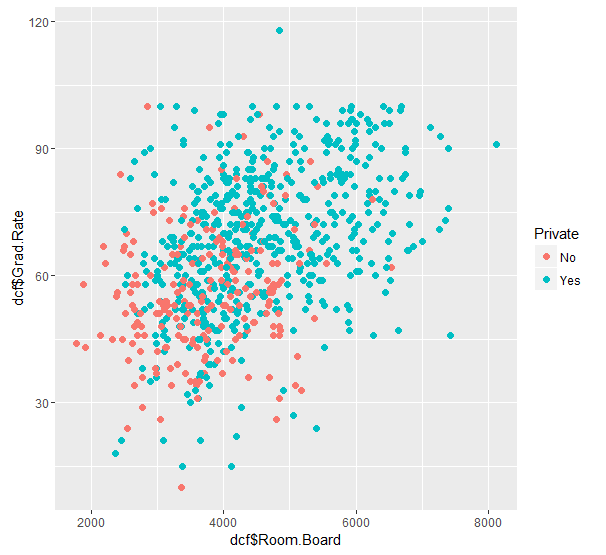 120
90
60
30
dcf$Grad.Rate
2000 4000 6000 8000
dcf$Room.Board
Private
No
Yes